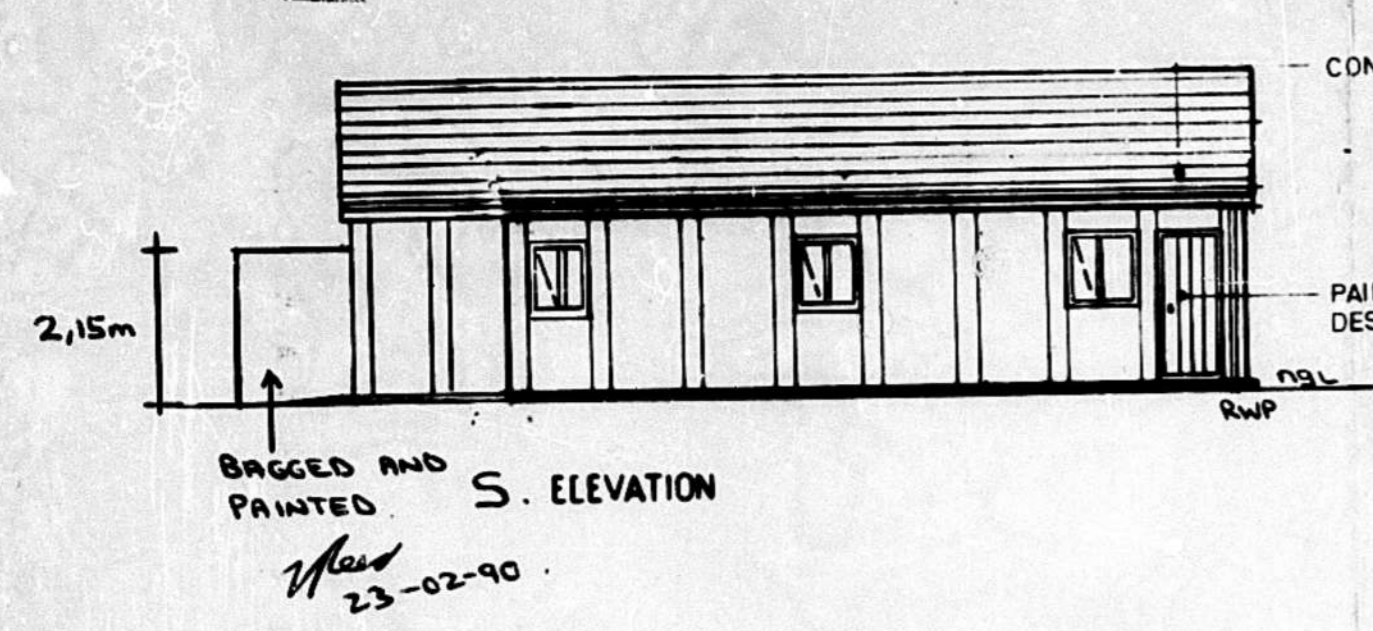 CON
2,15m
PAI
DES
ngL
RWP
BAGGED AND
PAINTED.
S. ELEVATION
23-02-90.